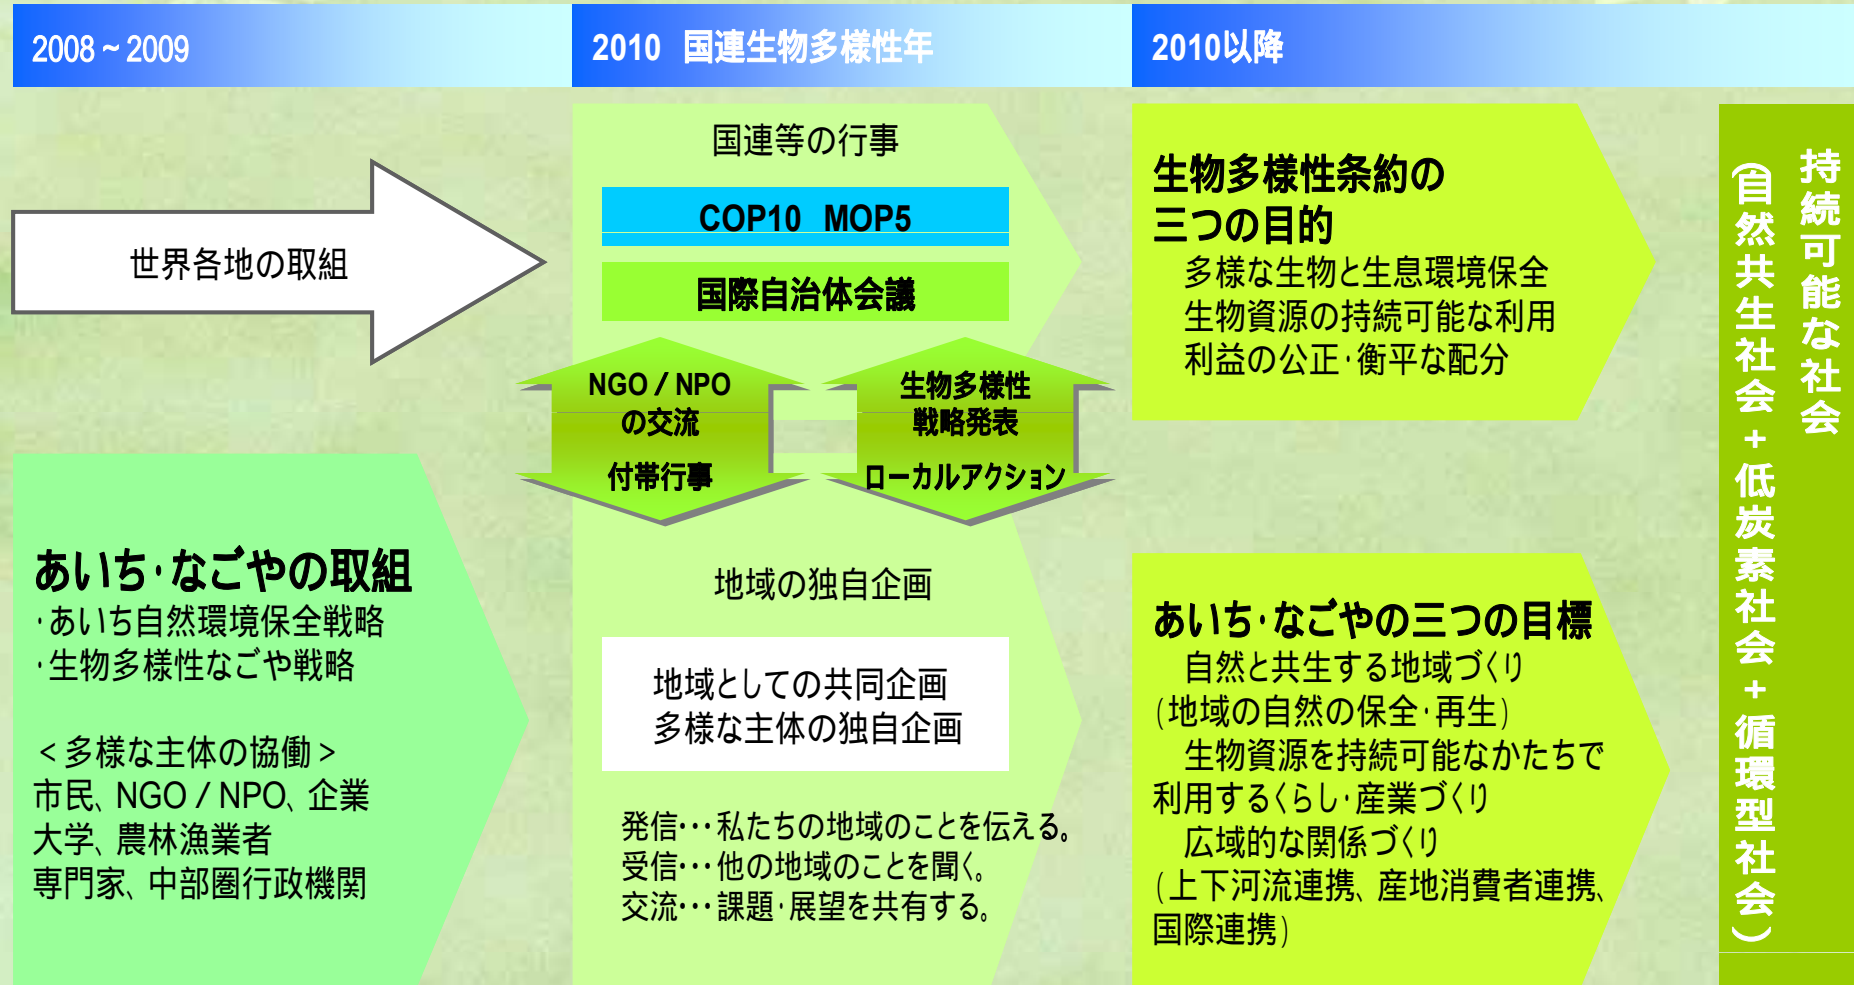 2008～2009
2010 国連生物多様性年
2010以降
世界各地の取組
あいち･なごやの取組
･あいち自然環境保全戦略
･生物多様性なごや戦略
＜多様な主体の協働＞
市民、NGO／NPO、企業
大学、農林漁業者
専門家、中部圏行政機関
国連等の行事
COP10 MOP5
国際自治体会議
NGO／NPO
の交流
付帯行事
生物多様性
戦略発表
ローカルアクション
地域の独自企画
地域としての共同企画
多様な主体の独自企画
発信･･･私たちの地域のことを伝える。
受信･･･他の地域のことを聞く。
交流･･･課題･展望を共有する。
生物多様性条約の
三つの目的
多様な生物と生息環境保全
生物資源の持続可能な利用
利益の公正･衡平な配分
あいち･なごやの三つの目標
自然と共生する地域づくり
(地域の自然の保全･再生)
生物資源を持続可能なかたちで
利用するくらし･産業づくり
広域的な関係づくり
(上下河流連携、産地消費者連携、
国際連携)
持続可能な社会
(自然共生社会＋低炭素社会＋循環型社会)